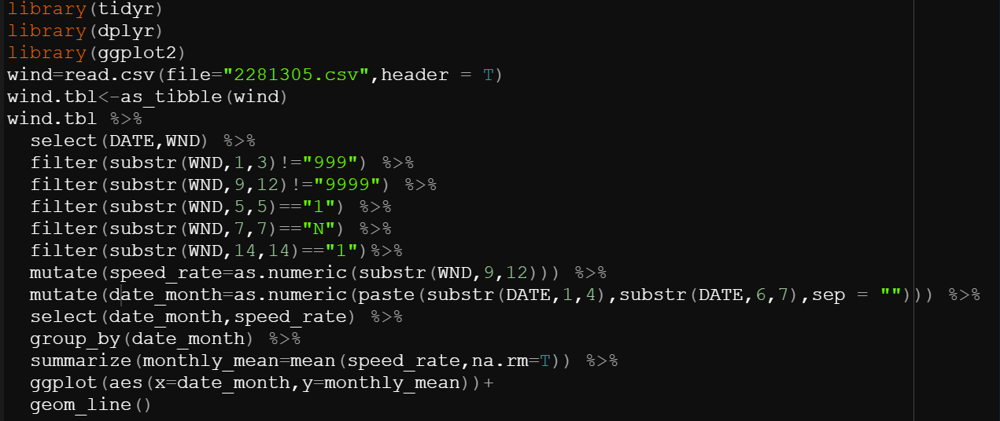 library(tidyr)
library(dplyr)
library(ggplot2)
wind=read.csv(file="2281305.csv",header = T)
wind.tbl<-as_tibble(wind)
wind.tbl %>%
  select(DATE,WND) %>%
  filter(substr(WND,1,3)!="999") %>%
  filter(substr(WND,9,12)!="9999") %>%
  filter(substr(WND,5,5)=="1") %>%
  filter(substr(WND,7,7)=="N") %>%
  filter(substr(WND,14,14)=="1")%>%
  mutate(speed_rate=as.numeric(substr(WND,9,12))) %>%
  mutate(date_month=as.numeric(paste(substr(DATE,1,4),substr(DATE,6,7),sep = ""))) %>%
  select(date_month,speed_rate) %>%
  group_by(date_month) %>%
  summarize(monthly_mean=mean(speed_rate,na.rm=T)) %>%
  ggplot(aes(x=date_month,y=monthly_mean))+
  geom_line()